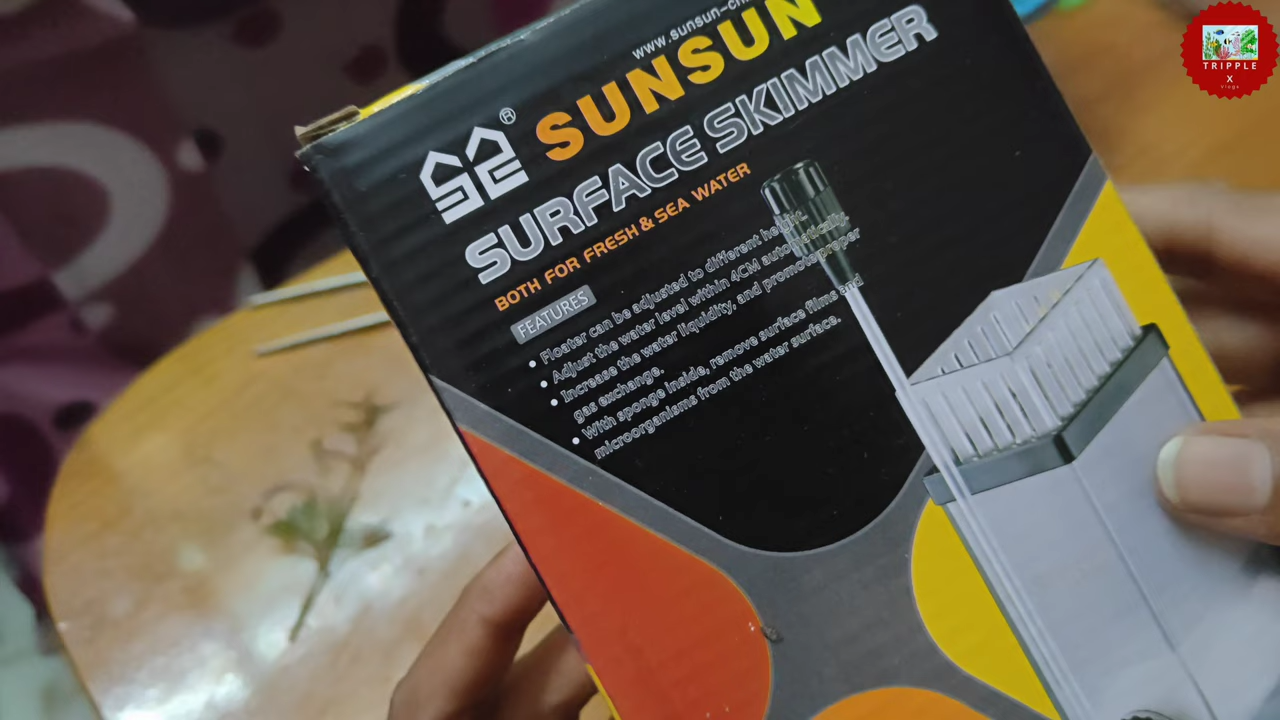 www.sunsun-ch
SUNSUN
®
SURFACE SKIMMER
BOTH FOR FRESH & SEA WATER
FEATURES
• Floater can be adjusted to different height.
• Adjust the water level within 4CM automatically.
• Increase the water liquidity, and promote proper
gas exchange.
• With sponge inside, remove surface films and
microorganisms from the water surface.
TRIPPLE
X
Vlogs